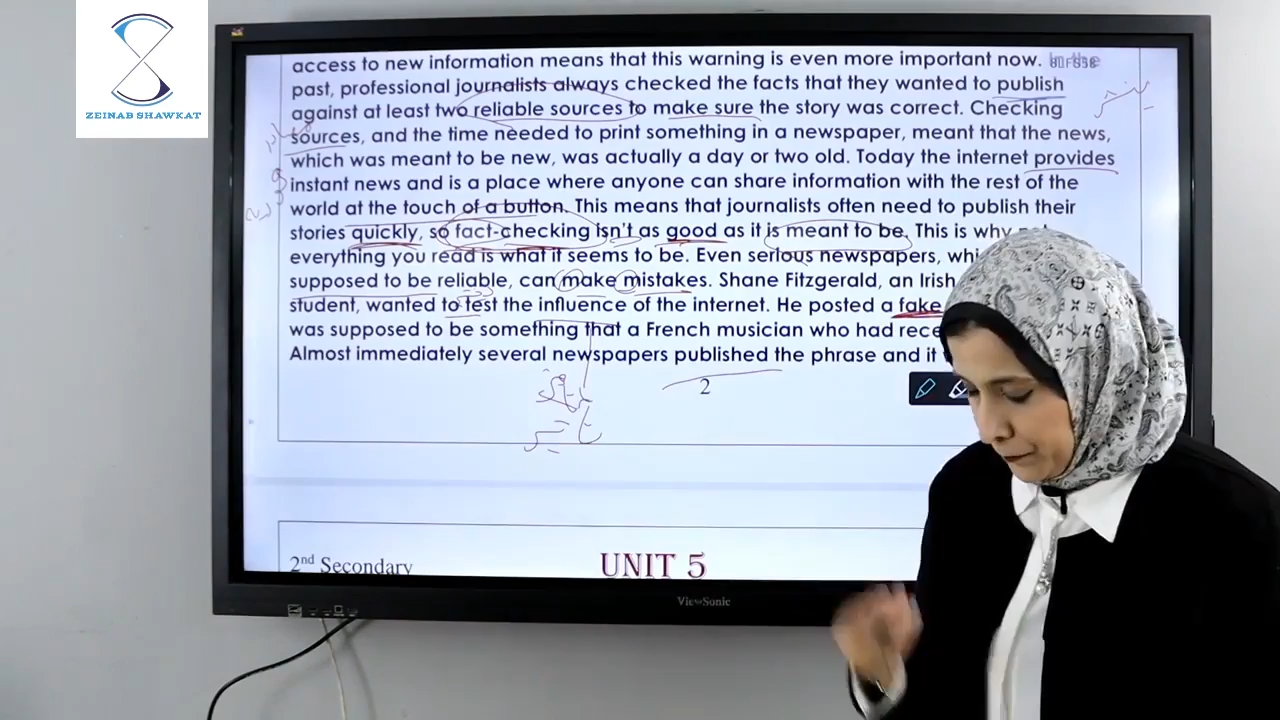 ZEINAB SHAWKAT
access to new information means that this warning is even more important now. In the
past, professional journalists always checked the facts that they wanted to publish
against at least two reliable sources to make sure the story was correct. Checking
sources, and the time needed to print something in a newspaper, meant that the news,
which was meant to be new, was actually a day or two old. Today the internet provides
instant news and is a place where anyone can share information with the rest of the
world at the touch of a button. This means that journalists often need to publish their
stories quickly, so fact-checking isn't as good as it is meant to be. This is why not
everything you read is what it seems to be. Even serious newspapers,
supposed to be reliable, can make mistakes. Shane Fitzgerald, an Irish
student, wanted to test the influence of the internet. He posted a fake
was supposed to be something that a French musician who had
Almost immediately several newspapers published the phrase and it
2
2nd Secondary
UNIT 5
ViewSonic